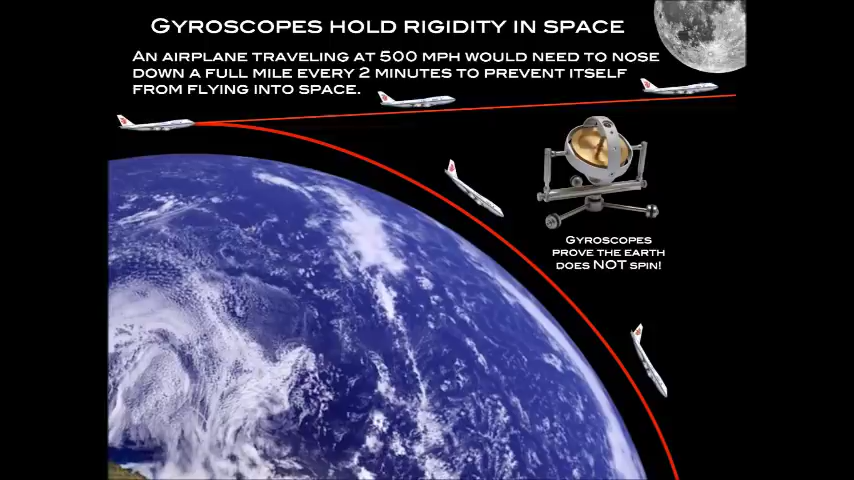 Gyroscopes hold rigidity in space
An airplane traveling at 500 mph would need to nose
down a full mile every 2 minutes to prevent itself
from flying into space.
Gyroscopes
prove the earth
does NOT spin!